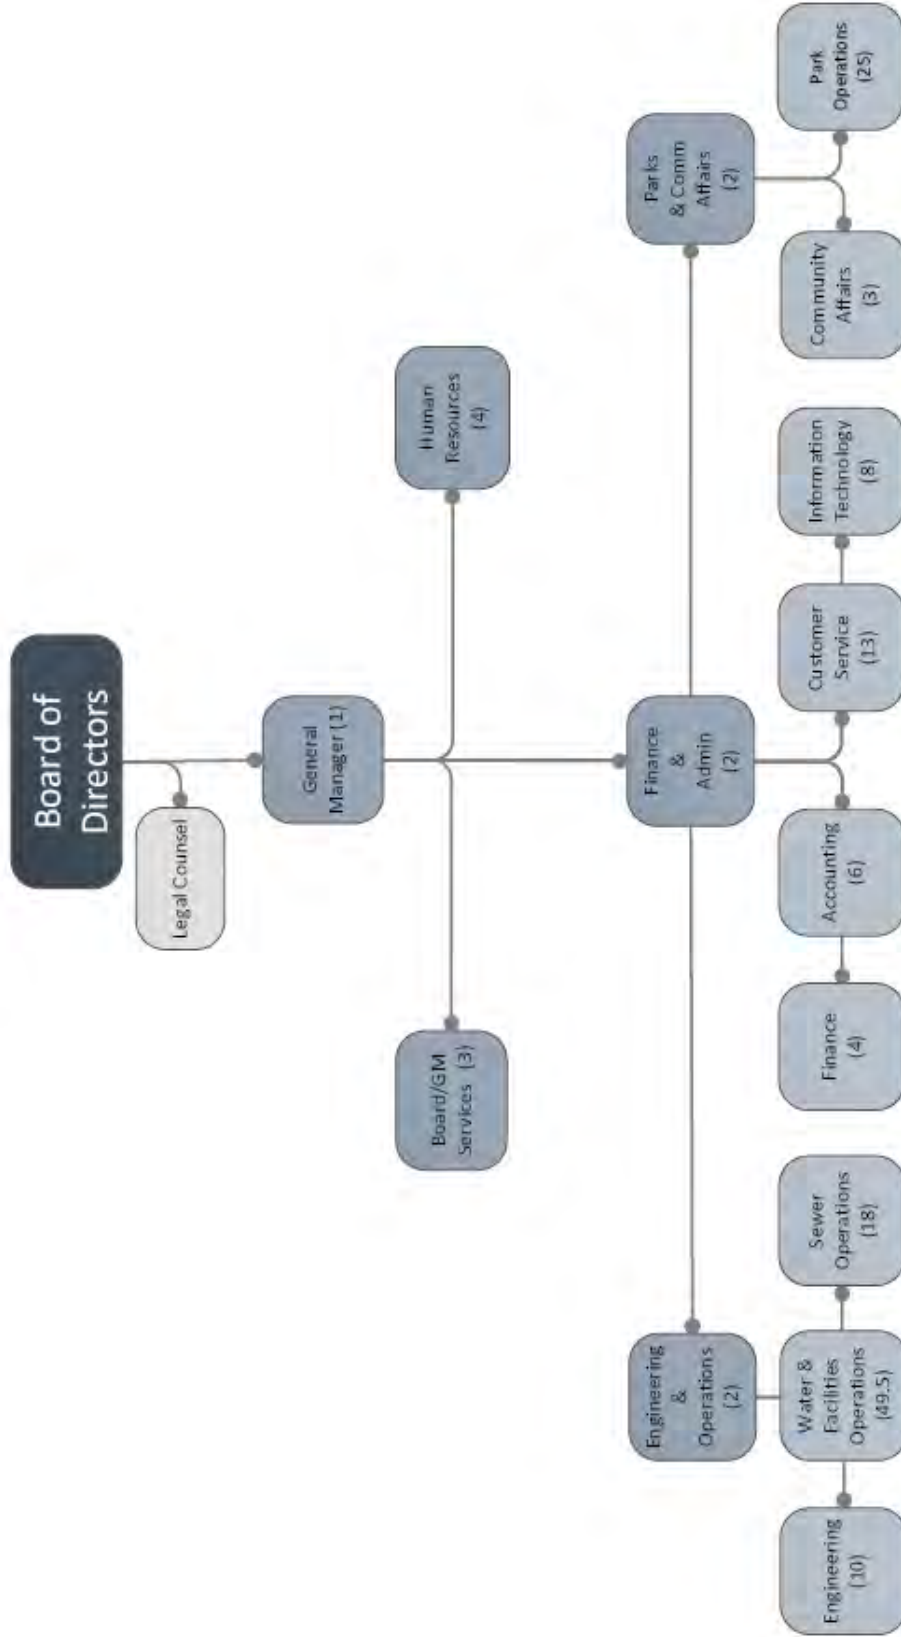 Board of
Directors
Legal Counsel
General
Manager (1)
Board/GM
Services (3)
Human
Resources
(4)
Engineering
&
Operations
(2)
Finance
&
Admin
(2)
Parks
& Comm
Affairs
(2)
Engineering
(10)
Water &
Facilities
Operations
(49.5)
Sewer
Operations
(18)
Finance
(4)
Accounting
(6)
Customer
Service
(13)
Information
Technology
(8)
Community
Affairs
(3)
Park
Operations
(25)